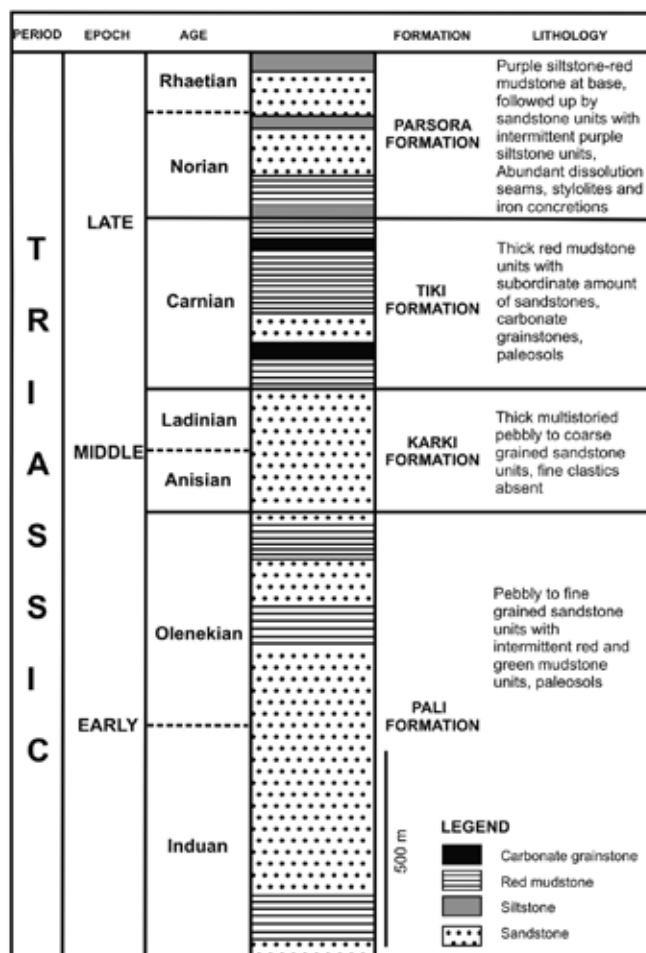 PERIOD EPOCH AGE FORMATION LITHOLOGY
TRIASSIC
LATE
MIDDLE
EARLY
Rhaetian
Norian
Carnian
Ladinian
Anisian
Olenekian
Induan
PARSORA
FORMATION
TIKI
FORMATION
KARKI
FORMATION
PALI
FORMATION
Purple siltstone-red
mudstone at base,
followed up by
sandstone units with
intermittent purple
siltstone units,
Abundant dissolution
seams, stylolites and
iron concretions
Thick red mudstone
units with
subordinate amount
of sandstones,
carbonate
grainstones,
paleosols
Thick multistoried
pebbly to coarse
grained sandstone
units, fine clastics
absent
Pebbly to fine
grained sandstone
units with
intermittent red and
green mudstone
units, paleosols
500 m
LEGEND
Carbonate grainstone
Red mudstone
Siltstone
Sandstone